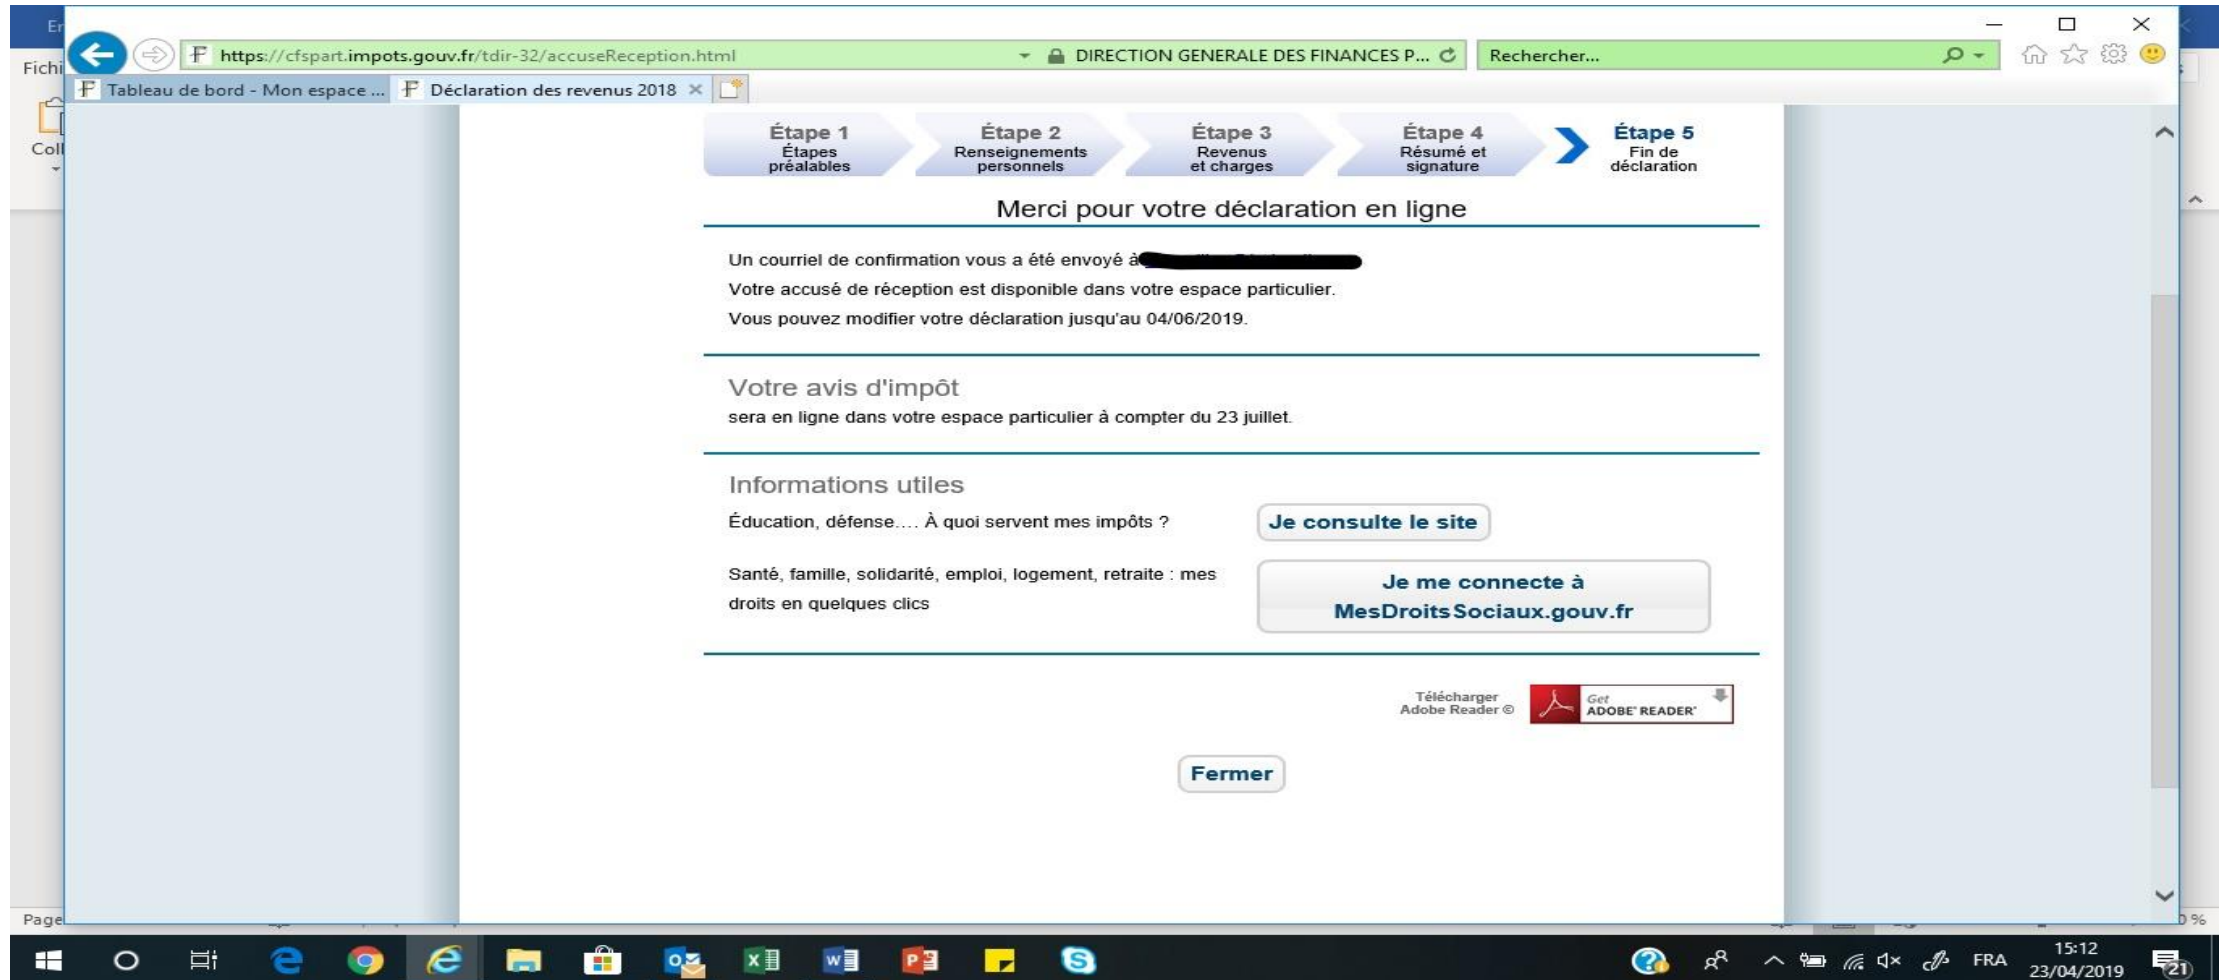 https://cfspart.impots.gouv.fr/tdir-32/accuseReception.html
DIRECTION GENERALE DES FINANCES P...
Rechercher...
Fichi
Tableau de bord - Mon espace ...
Déclaration des revenus 2018
Coll
Étape 1
Étapes
préalables
Étape 2
Renseignements
personnels
Étape 3
Revenus
et charges
Étape 4
Résumé et
signature
Étape 5
Fin de
déclaration
Merci pour votre déclaration en ligne
Un courriel de confirmation vous a été envoyé à
Votre accusé de réception est disponible dans votre espace particulier.
Vous pouvez modifier votre déclaration jusqu'au 04/06/2019.
Votre avis d'impôt
sera en ligne dans votre espace particulier à compter du 23 juillet.
Informations utiles
Éducation, défense.... À quoi servent mes impôts ?
Je consulte le site
Santé, famille, solidarité, emploi, logement, retraite : mes
droits en quelques clics
Je me connecte à
MesDroitsSociaux.gouv.fr
Télécharger
Adobe Reader ©
Get
ADOBE® READER®
Fermer
Page
%
FRA
15:12
23/04/2019
21